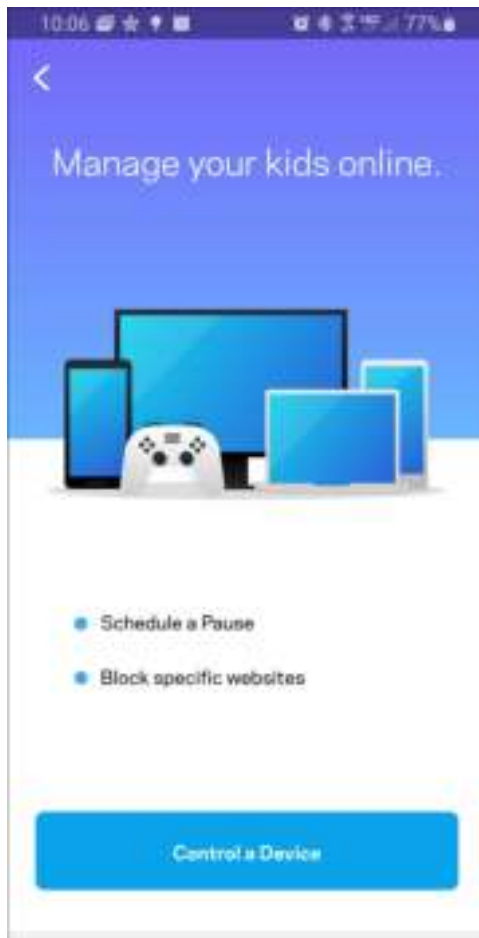 10:06 77%
Manage your kids online.
Schedule a Pause
Block specific websites
Control a Device